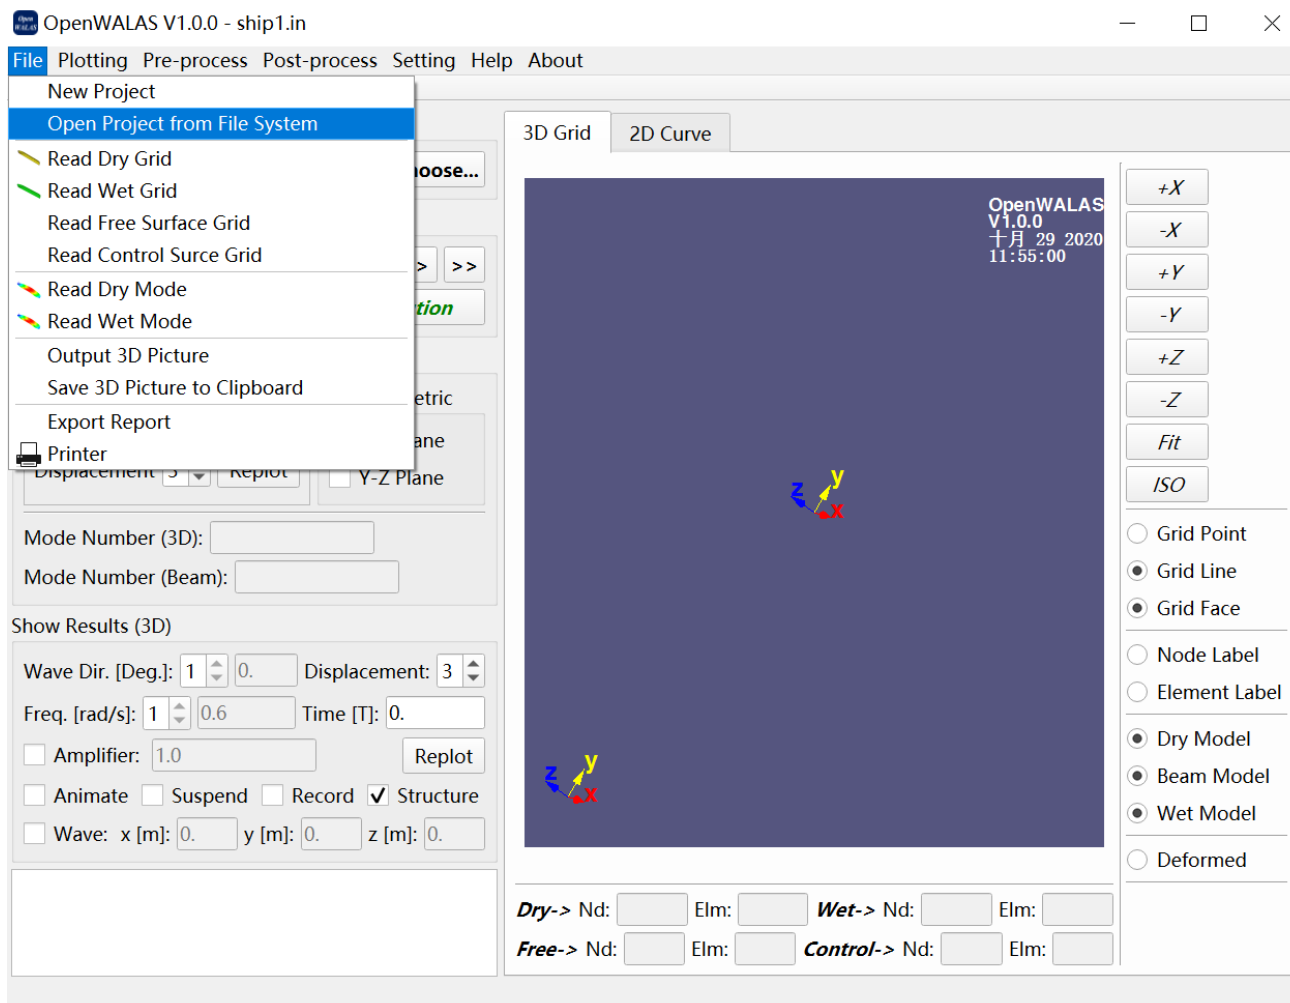 Open WALAS
OpenWALAS V1.0.0 - ship1.in
File Plotting Pre-process Post-process Setting Help About
New Project
Open Project from File System
Read Dry Grid
Read Wet Grid
Read Free Surface Grid
Read Control Surce Grid
Read Dry Mode
Read Wet Mode
Output 3D Picture
Save 3D Picture to Clipboard
Export Report
Printer
oose...
> >>
tion
etric
ane
Displacement 3 Replot Y-Z Plane
Mode Number (3D):
Mode Number (Beam):
Show Results (3D)
Wave Dir. [Deg.]: 1 0. Displacement: 3
Freq. [rad/s]: 1 0.6 Time [T]: 0.
Amplifier: 1.0 Replot
Animate Suspend Record Structure
Wave: x [m]: 0. y [m]: 0. z [m]: 0.
3D Grid 2D Curve
OpenWALAS
V1.0.0
十月 29 2020
11:55:00
z y x
z y x
+X
-X
+Y
-Y
+Z
-Z
Fit
ISO
Grid Point
Grid Line
Grid Face
Node Label
Element Label
Dry Model
Beam Model
Wet Model
Deformed
Dry-> Nd: Elm: Wet-> Nd: Elm:
Free-> Nd: Elm: Control-> Nd: Elm: